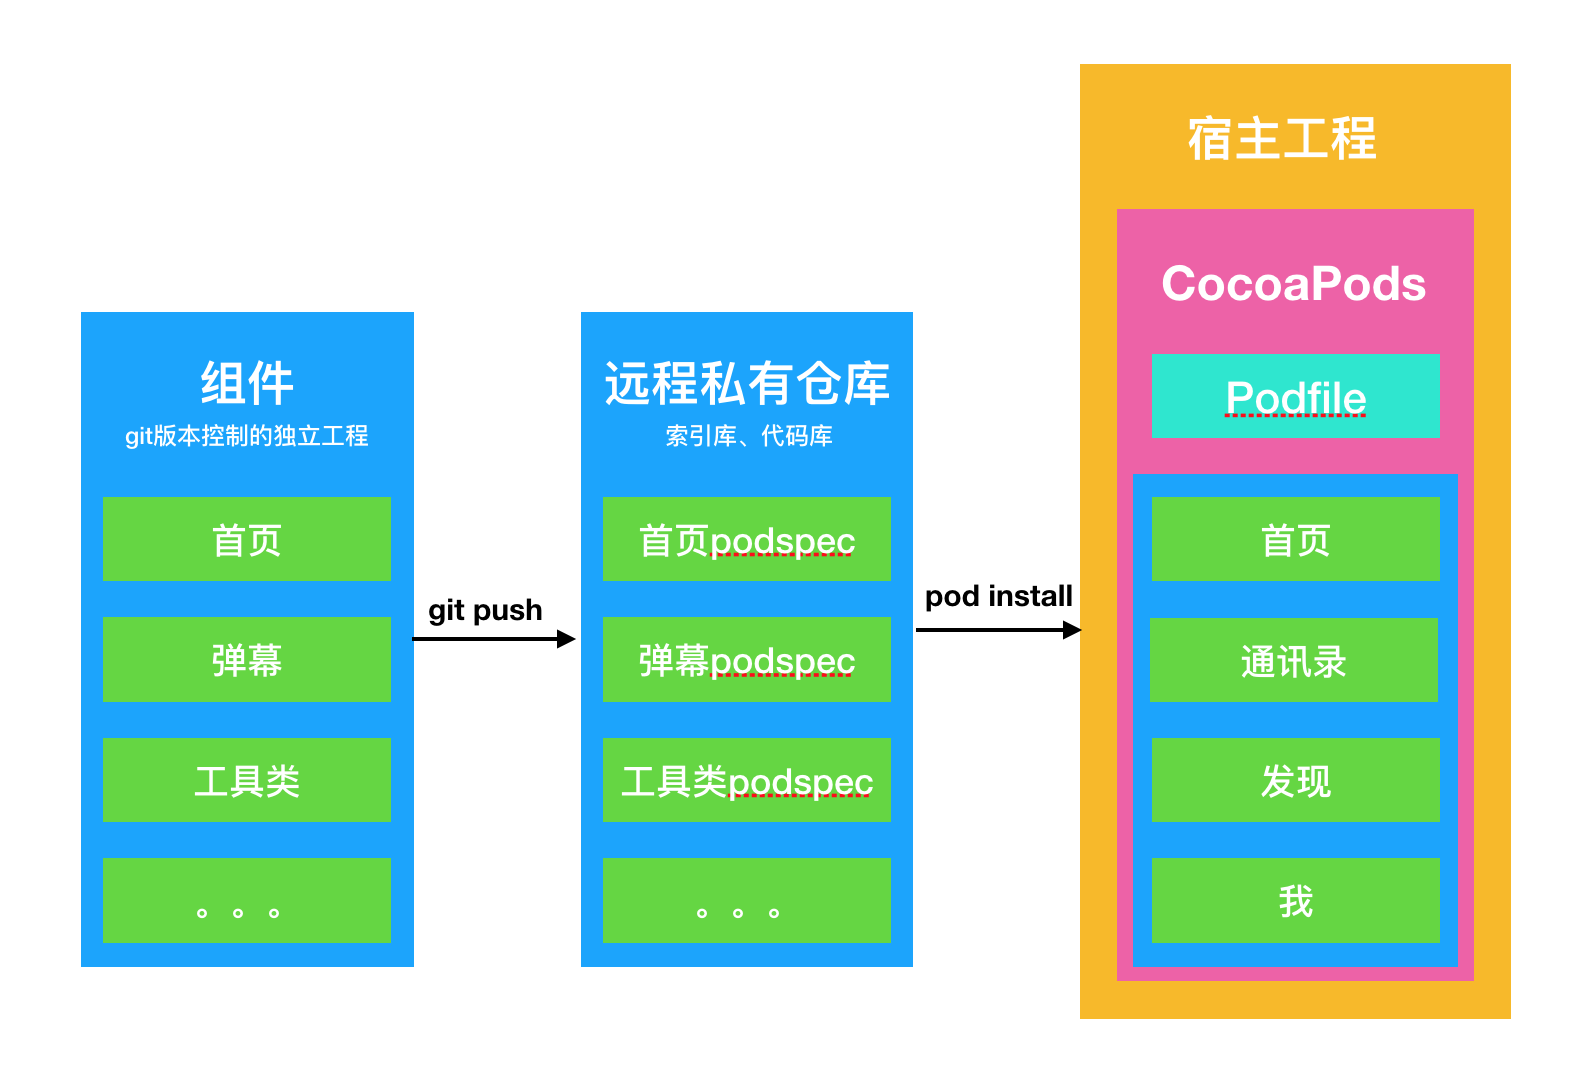 组件
git版本控制的独立工程
首页
弹幕
工具类
。。。
git push
远程私有仓库
索引库、代码库
首页podspec
弹幕podspec
工具类podspec
。。。
pod install
宿主工程
CocoaPods
Podfile
首页
通讯录
发现
我